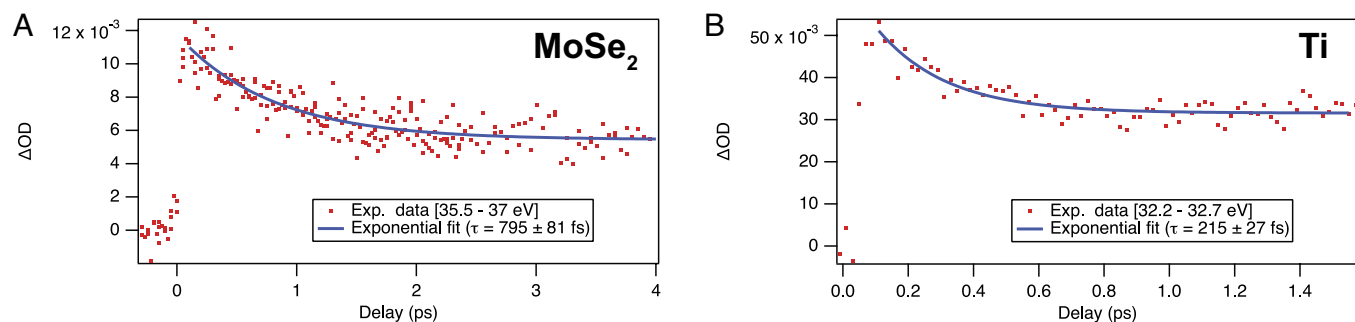 A
12 x 10⁻³
10
8
6
4
2
0
ΔOD
MoSe₂
Exp. data [35.5 - 37 eV]
Exponential fit (τ = 795 ± 81 fs)
0 1 2 3 4
Delay (ps)
B
50 x 10⁻³
40
30
20
10
0
ΔOD
Ti
Exp. data [32.2 - 32.7 eV]
Exponential fit (τ = 215 ± 27 fs)
0.0 0.2 0.4 0.6 0.8 1.0 1.2 1.4
Delay (ps)